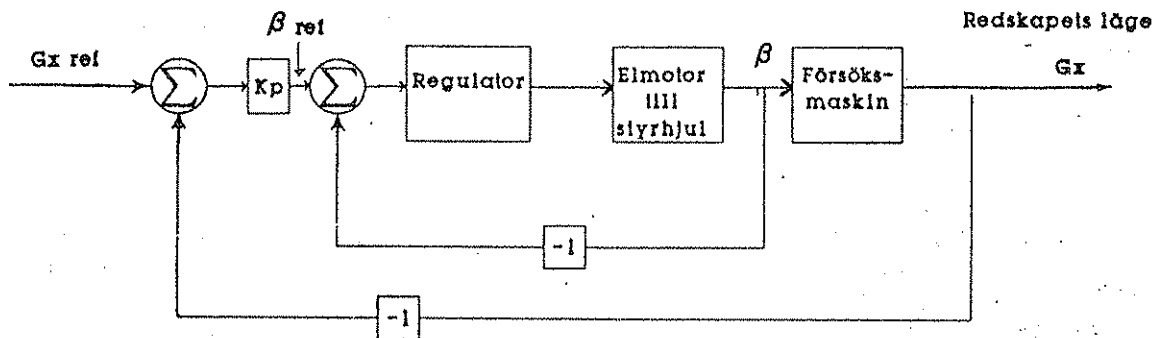 Redskapets läge
Gx ref
β ref
Σ
Kp
Σ
Regulator
Elmotor
till
styrhjul
β
Försöks-
maskin
Gx
-1
-1